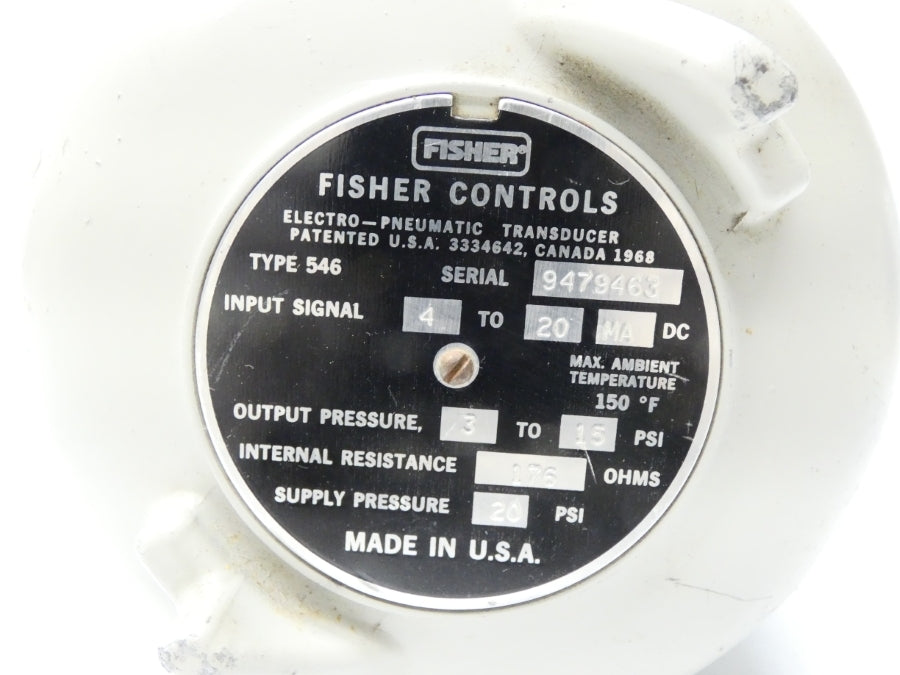 FISHER®
FISHER CONTROLS
ELECTRO—PNEUMATIC TRANSDUCER
PATENTED U.S.A. 3334642, CANADA 1968
TYPE 546 SERIAL 9479463
INPUT SIGNAL 4 TO 20 MA DC
MAX. AMBIENT
TEMPERATURE
150 °F
OUTPUT PRESSURE, 3 TO 15 PSI
INTERNAL RESISTANCE 176 OHMS
SUPPLY PRESSURE 20 PSI
MADE IN U.S.A.